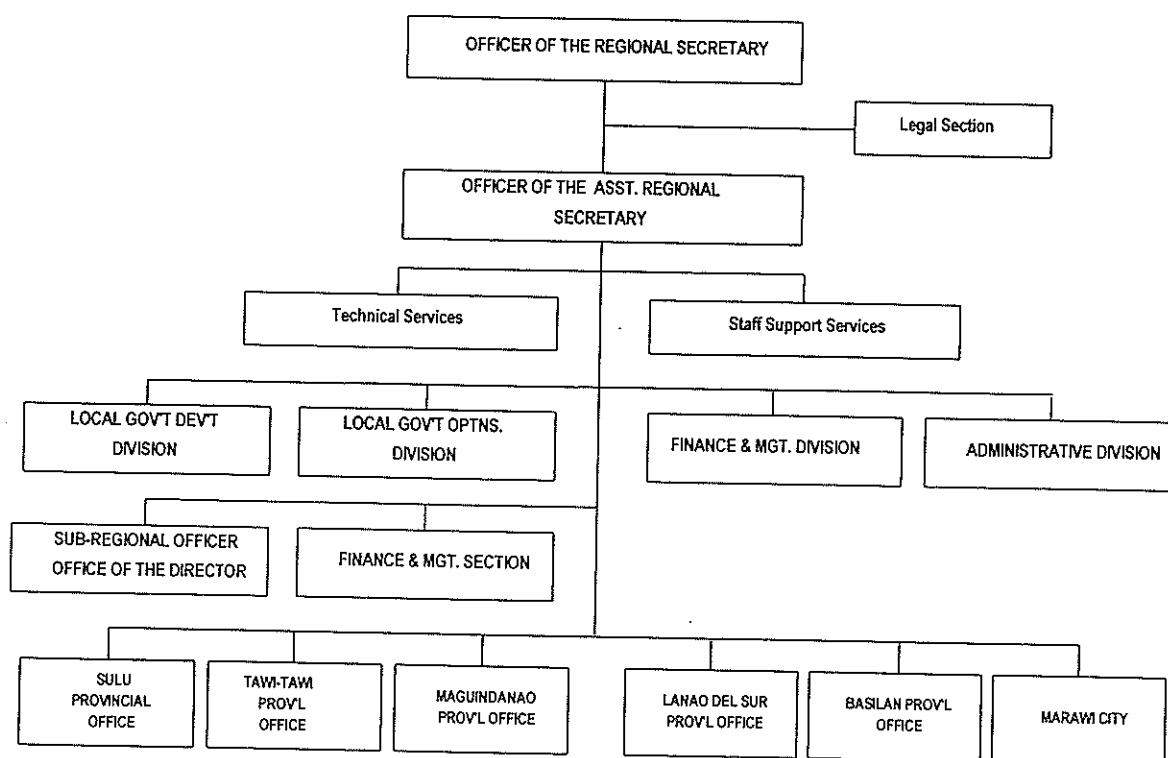 OFFICER OF THE REGIONAL SECRETARY
Legal Section
OFFICER OF THE ASST. REGIONAL
SECRETARY
Technical Services
Staff Support Services
LOCAL GOV'T DEV'T
DIVISION
LOCAL GOV'T OPTNS.
DIVISION
FINANCE & MGT. DIVISION
ADMINISTRATIVE DIVISION
SUB-REGIONAL OFFICER
OFFICE OF THE DIRECTOR
FINANCE & MGT. SECTION
SULU
PROVINCIAL
OFFICE
TAWI-TAWI
PROV'L
OFFICE
MAGUINDANAO
PROV'L OFFICE
LANAO DEL SUR
PROV'L OFFICE
BASILAN PROV'L
OFFICE
MARAWI CITY